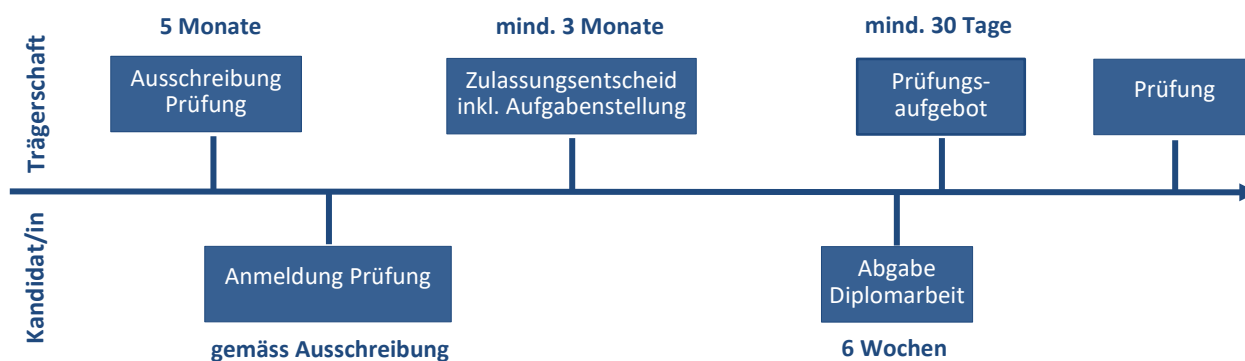 5 Monate
mind. 3 Monate
mind. 30 Tage
Trägerschaft
Ausschreibung
Prüfung
Zulassungsentscheid
inkl. Aufgabenstellung
Prüfungs-
aufgebot
Prüfung
Kandidat/in
Anmeldung Prüfung
Abgabe
Diplomarbeit
gemäss Ausschreibung
6 Wochen